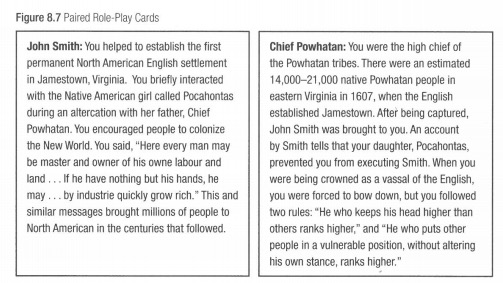 Figure 8.7 Paired Role-Play Cards
John Smith: You helped to establish the first
permanent North American English settlement
in Jamestown, Virginia. You briefly interacted
with the Native American girl called Pocahontas
during an altercation with her father, Chief
Powhatan. You encouraged people to colonize
the New World. You said, “Here every man may
be master and owner of his owne labour and
land . . . If he have nothing but his hands, he
may . . . by industrie quickly grow rich.” This and
similar messages brought millions of people to
North American in the centuries that followed.
Chief Powhatan: You were the high chief of
the Powhatan tribes. There were an estimated
14,000–21,000 native Powhatan people in
eastern Virginia in 1607, when the English
established Jamestown. After being captured,
John Smith was brought to you. An account
by Smith tells that your daughter, Pocahontas,
prevented you from executing Smith. When you
were being crowned as a vassal of the English,
you were forced to bow down, but you followed
two rules: “He who keeps his head higher than
others ranks higher,” and “He who puts other
people in a vulnerable position, without altering
his own stance, ranks higher.”